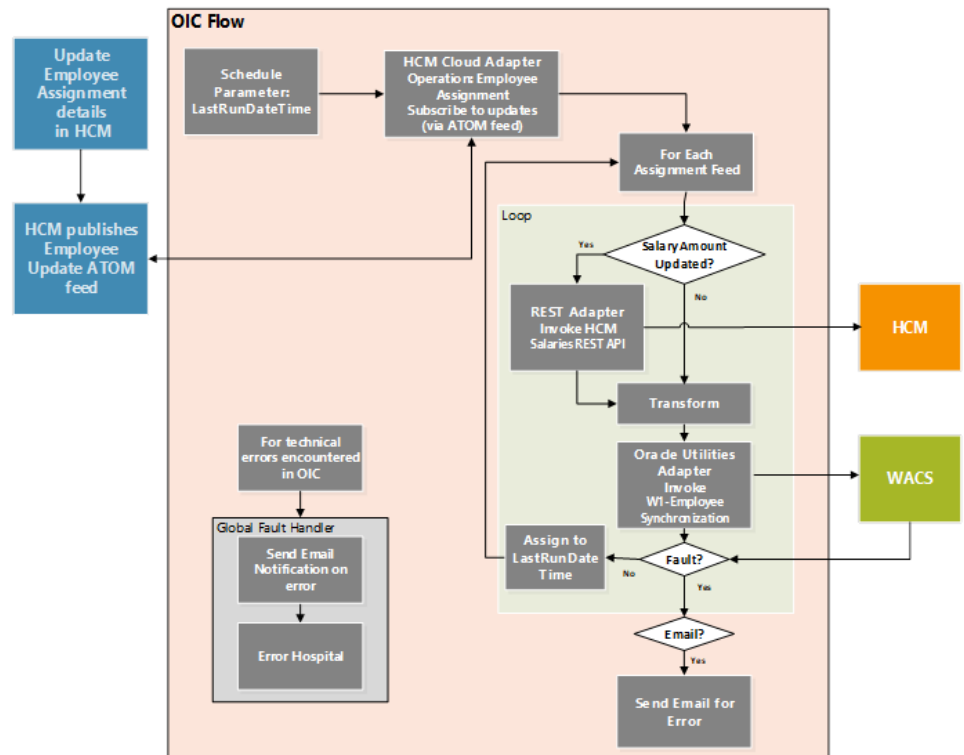 OIC Flow
Update
Employee
Assignment
details
in HCM
HCM publishes
Employee
Update ATOM
feed
Schedule
Parameter:
LastRunDateTime
HCM Cloud Adapter
Operation: Employee
Assignment
Subscribe to updates
(via ATOM feed)
For Each
Assignment Feed
Loop
SalaryAmount
Updated?
Yes
No
REST Adapter
Invoke HCM
Salaries REST API
HCM
Transform
Oracle Utilities
Adapter
Invoke
W1-Employee
Synchronization
WACS
Fault?
No
Yes
Assign to
LastRunDate
Time
Email?
Yes
Send Email for
Error
For technical
errors encountered
in OIC
Global Fault Handler
Send Email
Notification on
error
Error Hospital